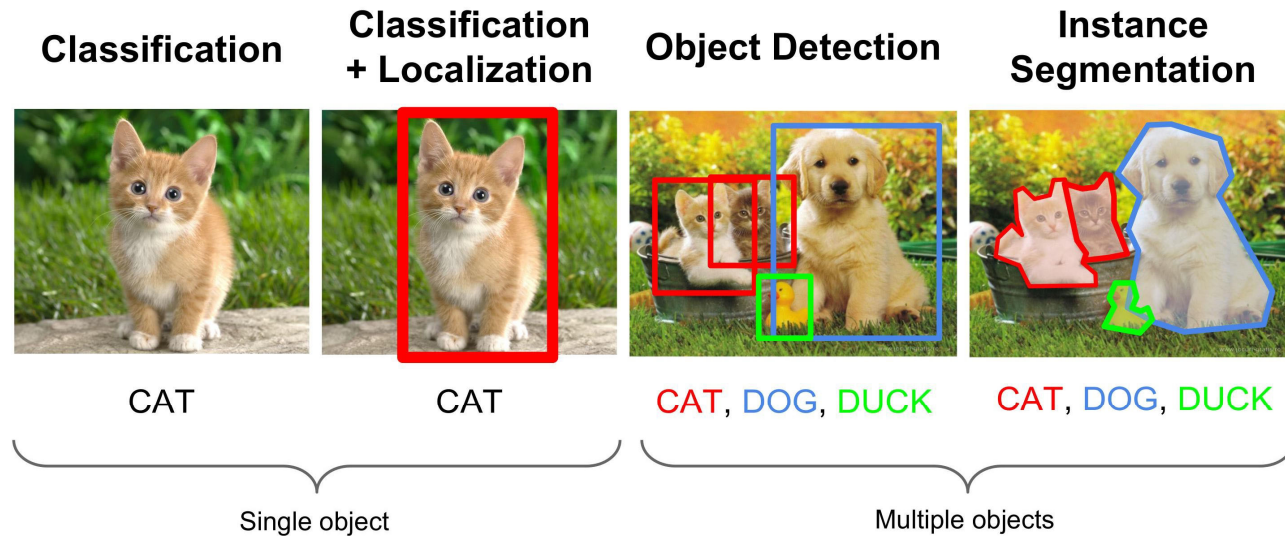 Classification
Classification
+ Localization
Object Detection
Instance
Segmentation
CAT
CAT
CAT, DOG, DUCK
CAT, DOG, DUCK
Single object
Multiple objects